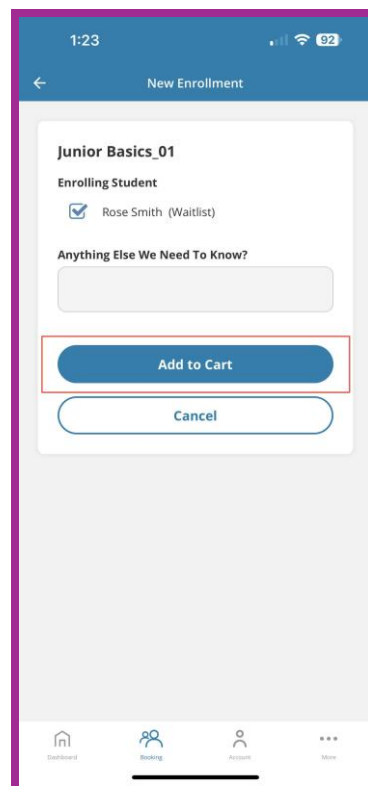 1:23 92
New Enrollment
Junior Basics_01
Enrolling Student
Rose Smith (Waitlist)
Anything Else We Need To Know?
Add to Cart
Cancel
Dashboard Booking Account More